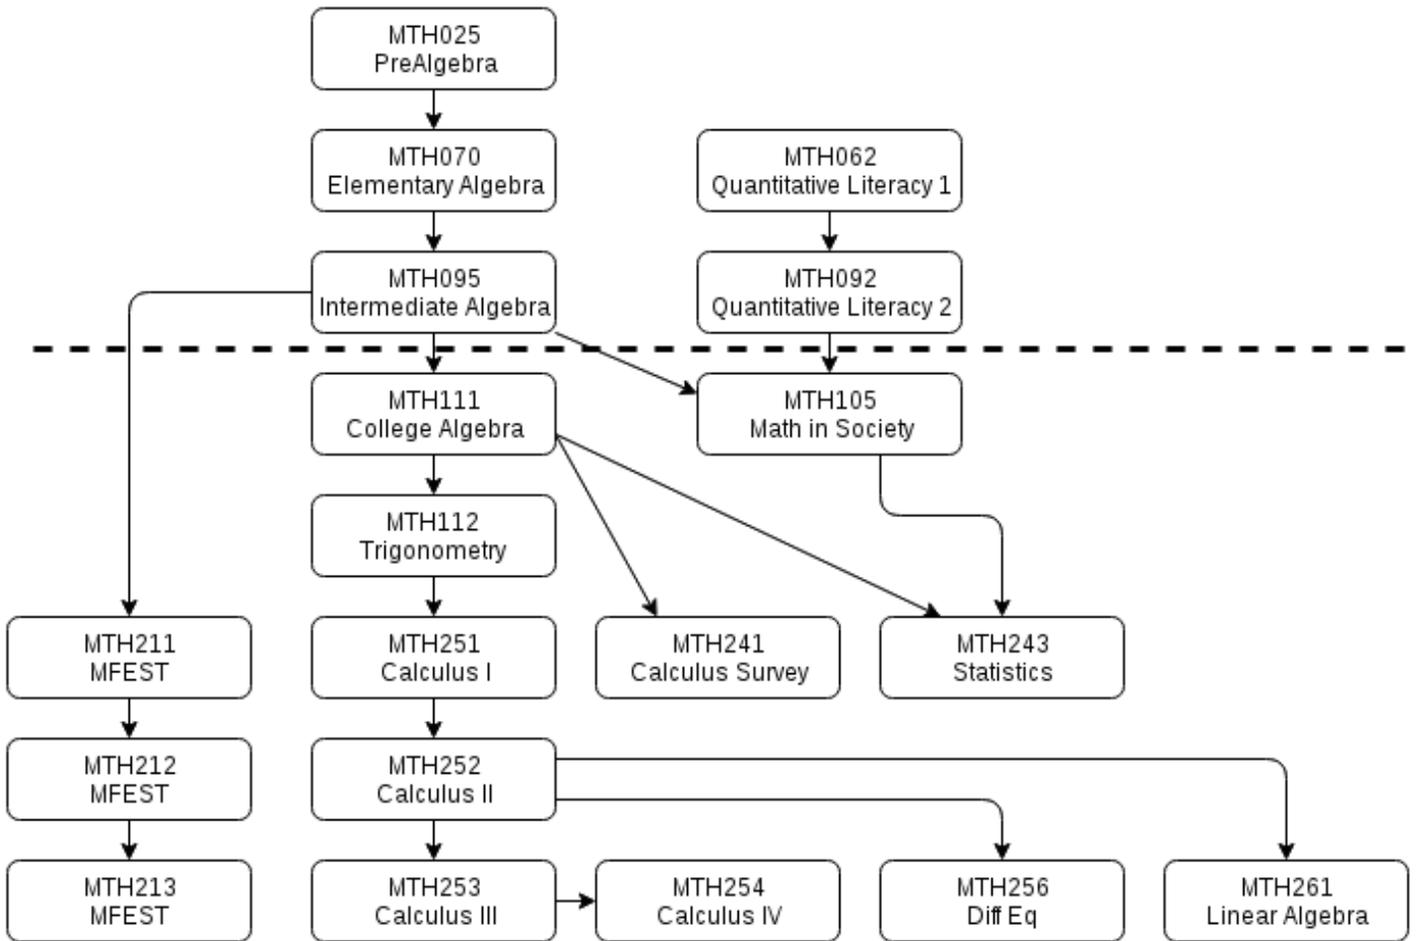 MTH025
PreAlgebra
MTH070
Elementary Algebra
MTH062
Quantitative Literacy 1
MTH095
Intermediate Algebra
MTH092
Quantitative Literacy 2
MTH111
College Algebra
MTH105
Math in Society
MTH112
Trigonometry
MTH211
MFEST
MTH251
Calculus I
MTH241
Calculus Survey
MTH243
Statistics
MTH212
MFEST
MTH252
Calculus II
MTH213
MFEST
MTH253
Calculus III
MTH254
Calculus IV
MTH256
Diff Eq
MTH261
Linear Algebra